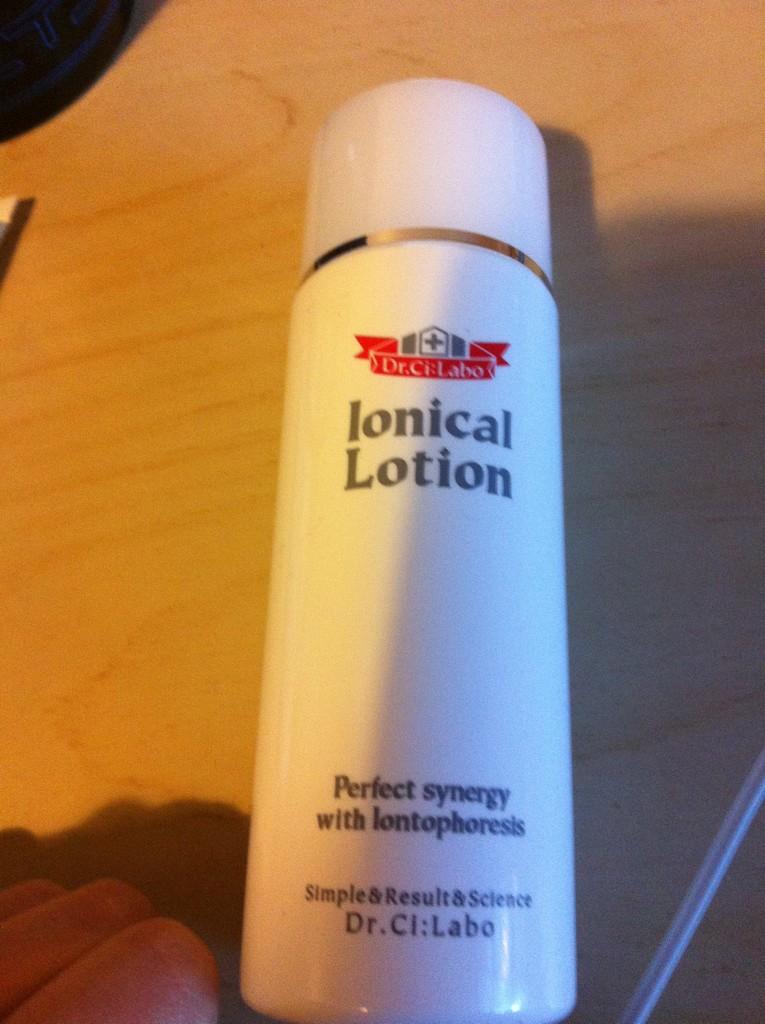 Dr.Ci:Labo
Ionical
Lotion
Perfect synergy
with Iontophoresis
Simple&Result&Science
Dr.Ci:Labo